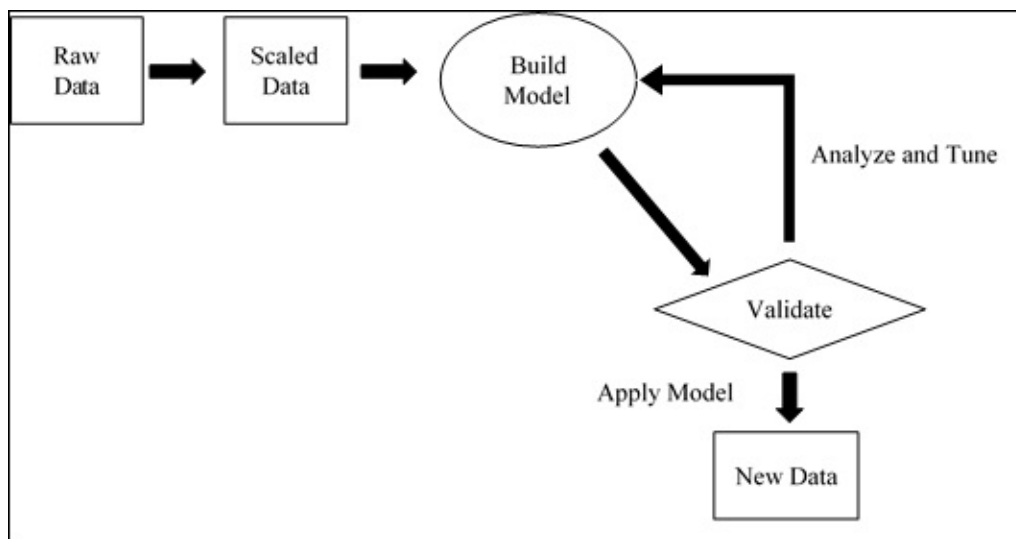 Raw
Data
Scaled
Data
Build
Model
Analyze and Tune
Validate
Apply Model
New Data